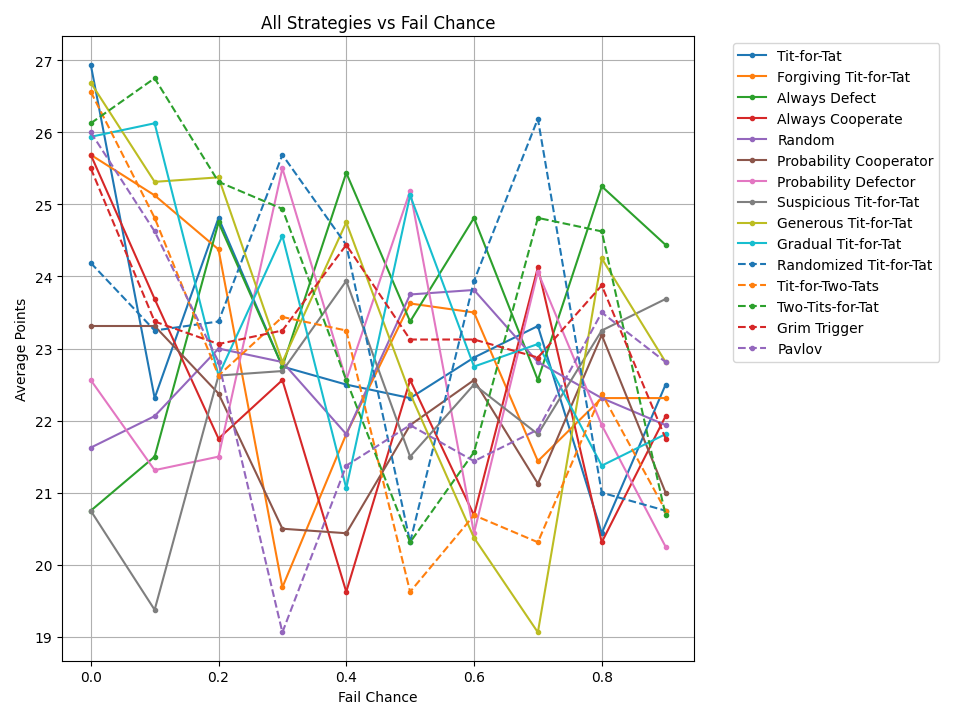 All Strategies vs Fail Chance
27
26
25
24
23
22
21
20
19
Average Points
0.0 0.2 0.4 0.6 0.8
Fail Chance
Tit-for-Tat
Forgiving Tit-for-Tat
Always Defect
Always Cooperate
Random
Probability Cooperator
Probability Defector
Suspicious Tit-for-Tat
Generous Tit-for-Tat
Gradual Tit-for-Tat
Randomized Tit-for-Tat
Tit-for-Two-Tats
Two-Tits-for-Tat
Grim Trigger
Pavlov